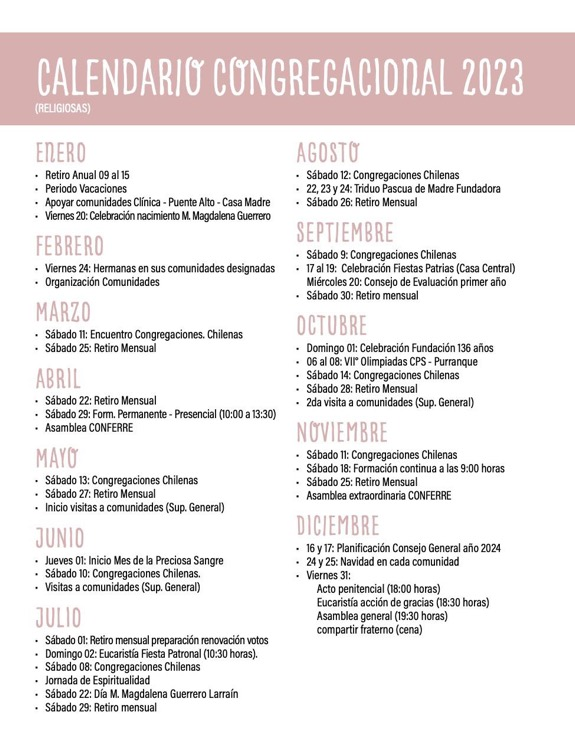 CALENDARIO CONGREGACIONAL 2023
(RELIGIOSAS)
ENERO
• Retiro Anual 09 al 15
• Periodo Vacaciones
• Apoyar comunidades Clínica - Puente Alto - Casa Madre
• Viernes 20: Celebración nacimiento M. Magdalena Guerrero
FEBRERO
• Viernes 24: Hermanas en sus comunidades designadas
• Organización Comunidades
MARZO
• Sábado 11: Encuentro Congregaciones. Chilenas
• Sábado 25: Retiro Mensual
ABRIL
• Sábado 22: Retiro Mensual
• Sábado 29: Form. Permanente - Presencial (10:00 a 13:30)
• Asamblea CONFERRE
MAYO
• Sábado 13: Congregaciones Chilenas
• Sábado 27: Retiro Mensual
• Inicio visitas a comunidades (Sup. General)
JUNIO
• Jueves 01: Inicio Mes de la Preciosa Sangre
• Sábado 10: Congregaciones Chilenas.
• Visitas a comunidades (Sup. General)
JULIO
• Sábado 01: Retiro mensual preparación renovación votos
• Domingo 02: Eucaristía Fiesta Patronal (10:30 horas).
• Sábado 08: Congregaciones Chilenas
• Jornada de Espiritualidad
• Sábado 22: Día M. Magdalena Guerrero Larraín
• Sábado 29: Retiro mensual
AGOSTO
• Sábado 12: Congregaciones Chilenas
• 22, 23 y 24: Triduo Pascua de Madre Fundadora
• Sábado 26: Retiro Mensual
SEPTIEMBRE
• Sábado 9: Congregaciones Chilenas
• 17 al 19: Celebración Fiestas Patrias (Casa Central)
Miércoles 20: Consejo de Evaluación primer año
• Sábado 30: Retiro mensual
OCTUBRE
• Domingo 01: Celebración Fundación 136 años
• 06 al 08: VIIº Olimpiadas CPS - Purranque
• Sábado 14: Congregaciones Chilenas
• Sábado 28: Retiro Mensual
• 2da visita a comunidades (Sup. General)
NOVIEMBRE
• Sábado 11: Congregaciones Chilenas
• Sábado 18: Formación continua a las 9:00 horas
• Sábado 25: Retiro Mensual
• Asamblea extraordinaria CONFERRE
DICIEMBRE
• 16 y 17: Planificación Consejo General año 2024
• 24 y 25: Navidad en cada comunidad
• Viernes 31:
Acto penitencial (18:00 horas)
Eucaristía acción de gracias (18:30 horas)
Asamblea general (19:30 horas)
compartir fraterno (cena)